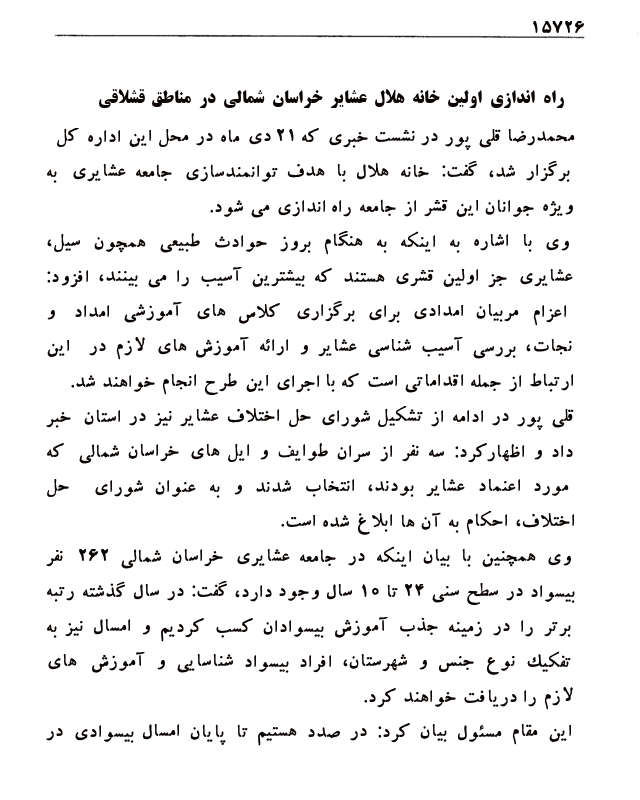 ۱۵۷۲۶
راه اندازی اولین خانه هلال عشایر خراسان شمالی در مناطق قشلاقی
محمدرضا قلی پور در نشست خبری که ۲۱ دی ماه در محل این اداره کل
برگزار شد، گفت: خانه هلال با هدف توانمندسازی جامعه عشایری به
ویژه جوانان این قشر از جامعه راه اندازی می شود.
وی با اشاره به اینکه به هنگام بروز حوادث طبیعی همچون سیل،
عشایری جز اولین قشری هستند که بیشترین آسیب را می بینند، افزود:
اعزام مربیان امدادی برای برگزاری کلاس های آموزشی امداد و
نجات، بررسی آسیب شناسی عشایر و ارائه آموزش های لازم در این
ارتباط از جمله اقداماتی است که با اجرای این طرح انجام خواهند شد.
قلی پور در ادامه از تشکیل شورای حل اختلاف عشایر نیز در استان خبر
داد و اظهارکرد: سه نفر از سران طوایف و ایل های خراسان شمالی که
مورد اعتماد عشایر بودند، انتخاب شدند و به عنوان شورای حل
اختلاف، احکام به آن ها ابلاغ شده است.
وی همچنین با بیان اینکه در جامعه عشایری خراسان شمالی ۲۶۲ نفر
بیسواد در سطح سنی ۲۴ تا ۱۰ سال وجود دارد، گفت: در سال گذشته رتبه
برتر را در زمینه جذب آموزش بیسوادان کسب کردیم و امسال نیز به
تفکیك نوع جنس و شهرستان، افراد بیسواد شناسایی و آموزش های
لازم را دریافت خواهند کرد.
این مقام مسئول بیان کرد: در صدد هستیم تا پایان امسال بیسوادی در